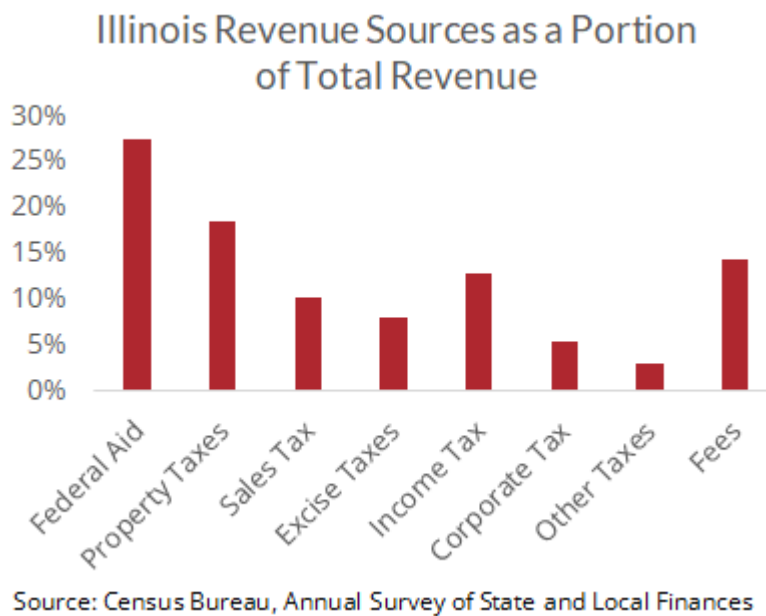 Illinois Revenue Sources as a Portion
of Total Revenue
30%
25%
20%
15%
10%
5%
0%
Federal Aid
Property Taxes
Sales Tax
Excise Taxes
Income Tax
Corporate Tax
Other Taxes
Fees
Source: Census Bureau, Annual Survey of State and Local Finances